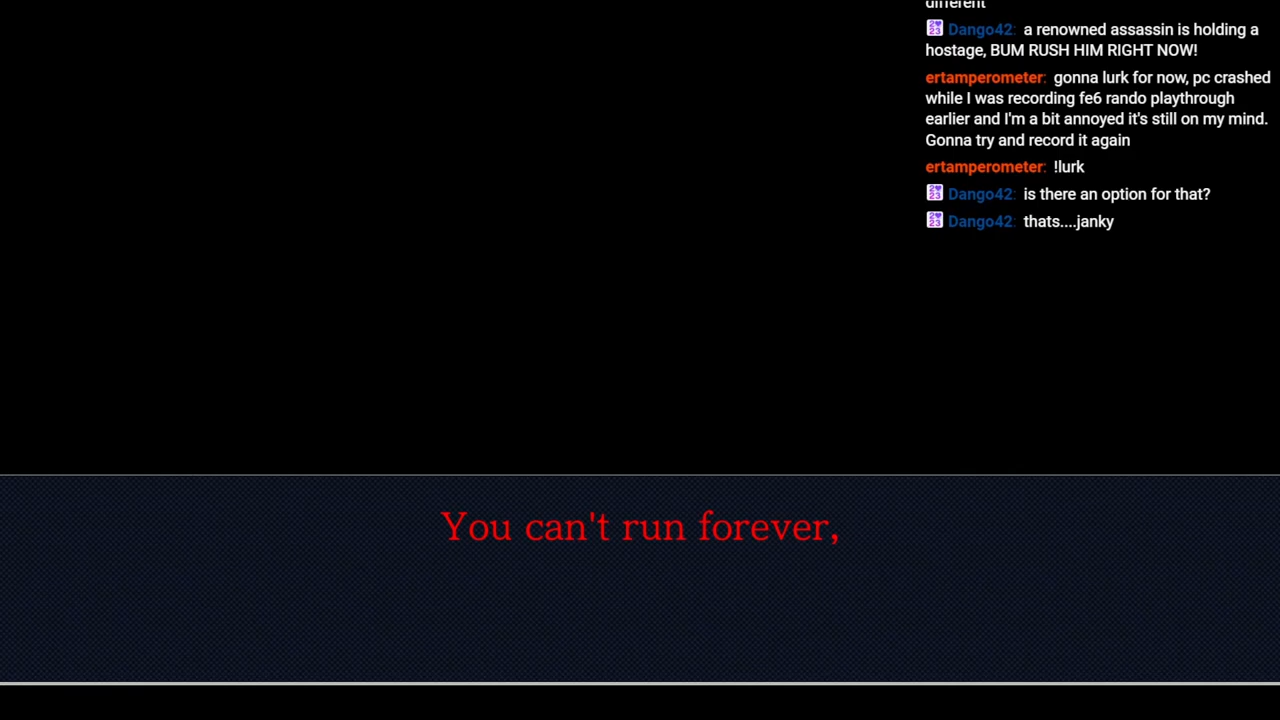 different
Dango42: a renowned assassin is holding a
hostage, BUM RUSH HIM RIGHT NOW!
ertamperometer: gonna lurk for now, pc crashed
while I was recording fe6 rando playthrough
earlier and I'm a bit annoyed it's still on my mind.
Gonna try and record it again
ertamperometer: !lurk
Dango42: is there an option for that?
Dango42: thats....janky
You can't run forever,